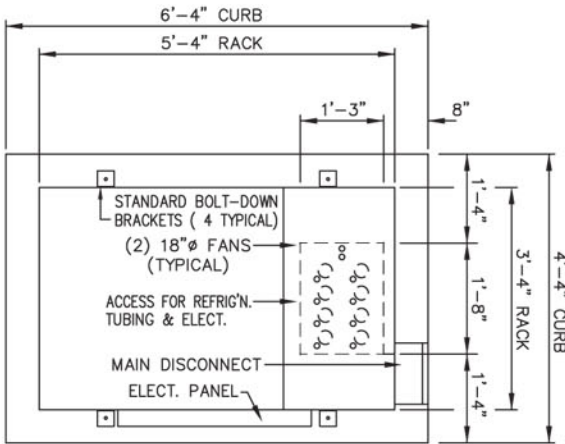 6'-4" CURB
5'-4" RACK
1'-3"
8"
STANDARD BOLT-DOWN
BRACKETS ( 4 TYPICAL)
(2) 18"ø FANS
(TYPICAL)
ACCESS FOR REFRIG'N.
TUBING & ELECT.
MAIN DISCONNECT
ELECT. PANEL
1'-4"
1'-8"
1'-4"
3'-4" RACK
4'-4" CURB